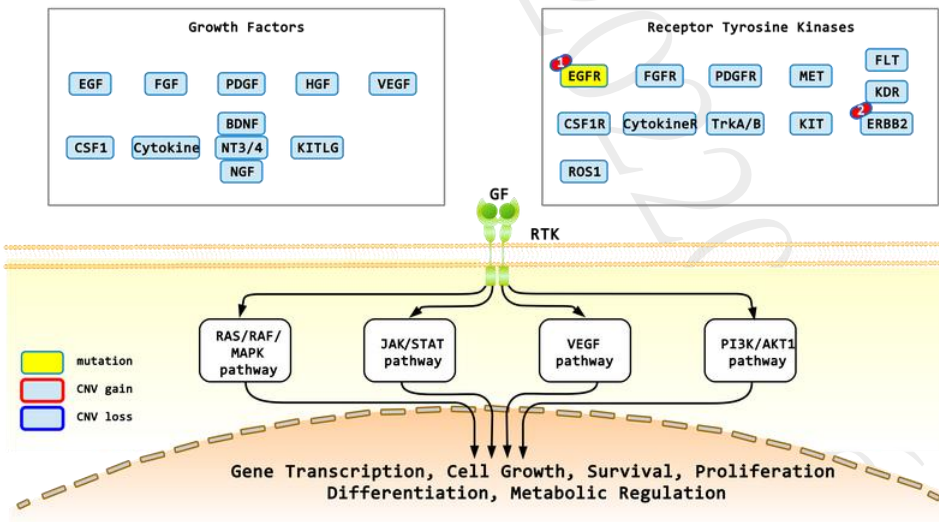 Growth Factors
EGF
FGF
PDGF
HGF
VEGF
BDNF
CSF1
Cytokine
NT3/4
KITLG
NGF
Receptor Tyrosine Kinases
1
EGFR
FGFR
PDGFR
MET
FLT
KDR
2
CSF1R
CytokineR
TrkA/B
KIT
ERBB2
ROS1
GF
RTK
RAS/RAF/
MAPK
pathway
JAK/STAT
pathway
VEGF
pathway
PI3K/AKT1
pathway
mutation
CNV gain
CNV loss
Gene Transcription, Cell Growth, Survival, Proliferation
Differentiation, Metabolic Regulation